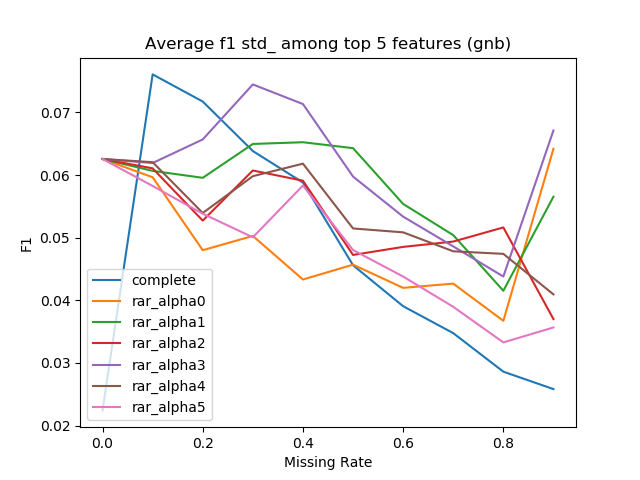 Average f1 std_ among top 5 features (gnb)
F1
0.07
0.06
0.05
0.04
0.03
0.02
complete
rar_alpha0
rar_alpha1
rar_alpha2
rar_alpha3
rar_alpha4
rar_alpha5
0.0 0.2 0.4 0.6 0.8
Missing Rate